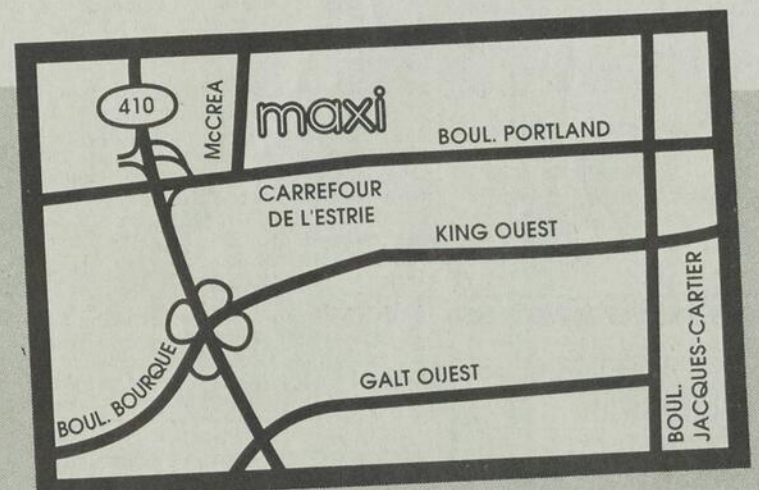 410
McCREA
maxi
BOUL. PORTLAND
CARREFOUR
DE L'ESTRIE
KING OUEST
BOUL. BOURQUE
GALT OUEST
BOUL.
JACQUES-CARTIER